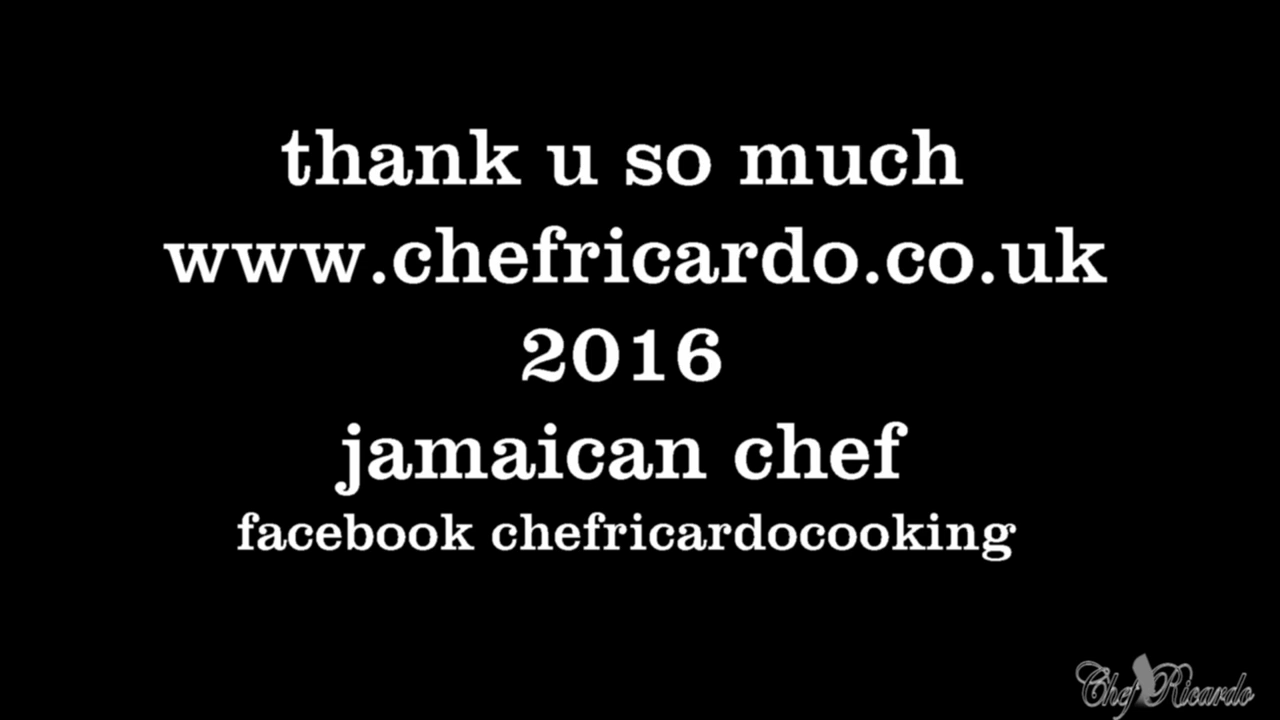 thank u so much
www.chefricardo.co.uk
2016
jamaican chef
facebook chefricardocooking
Chef Ricardo